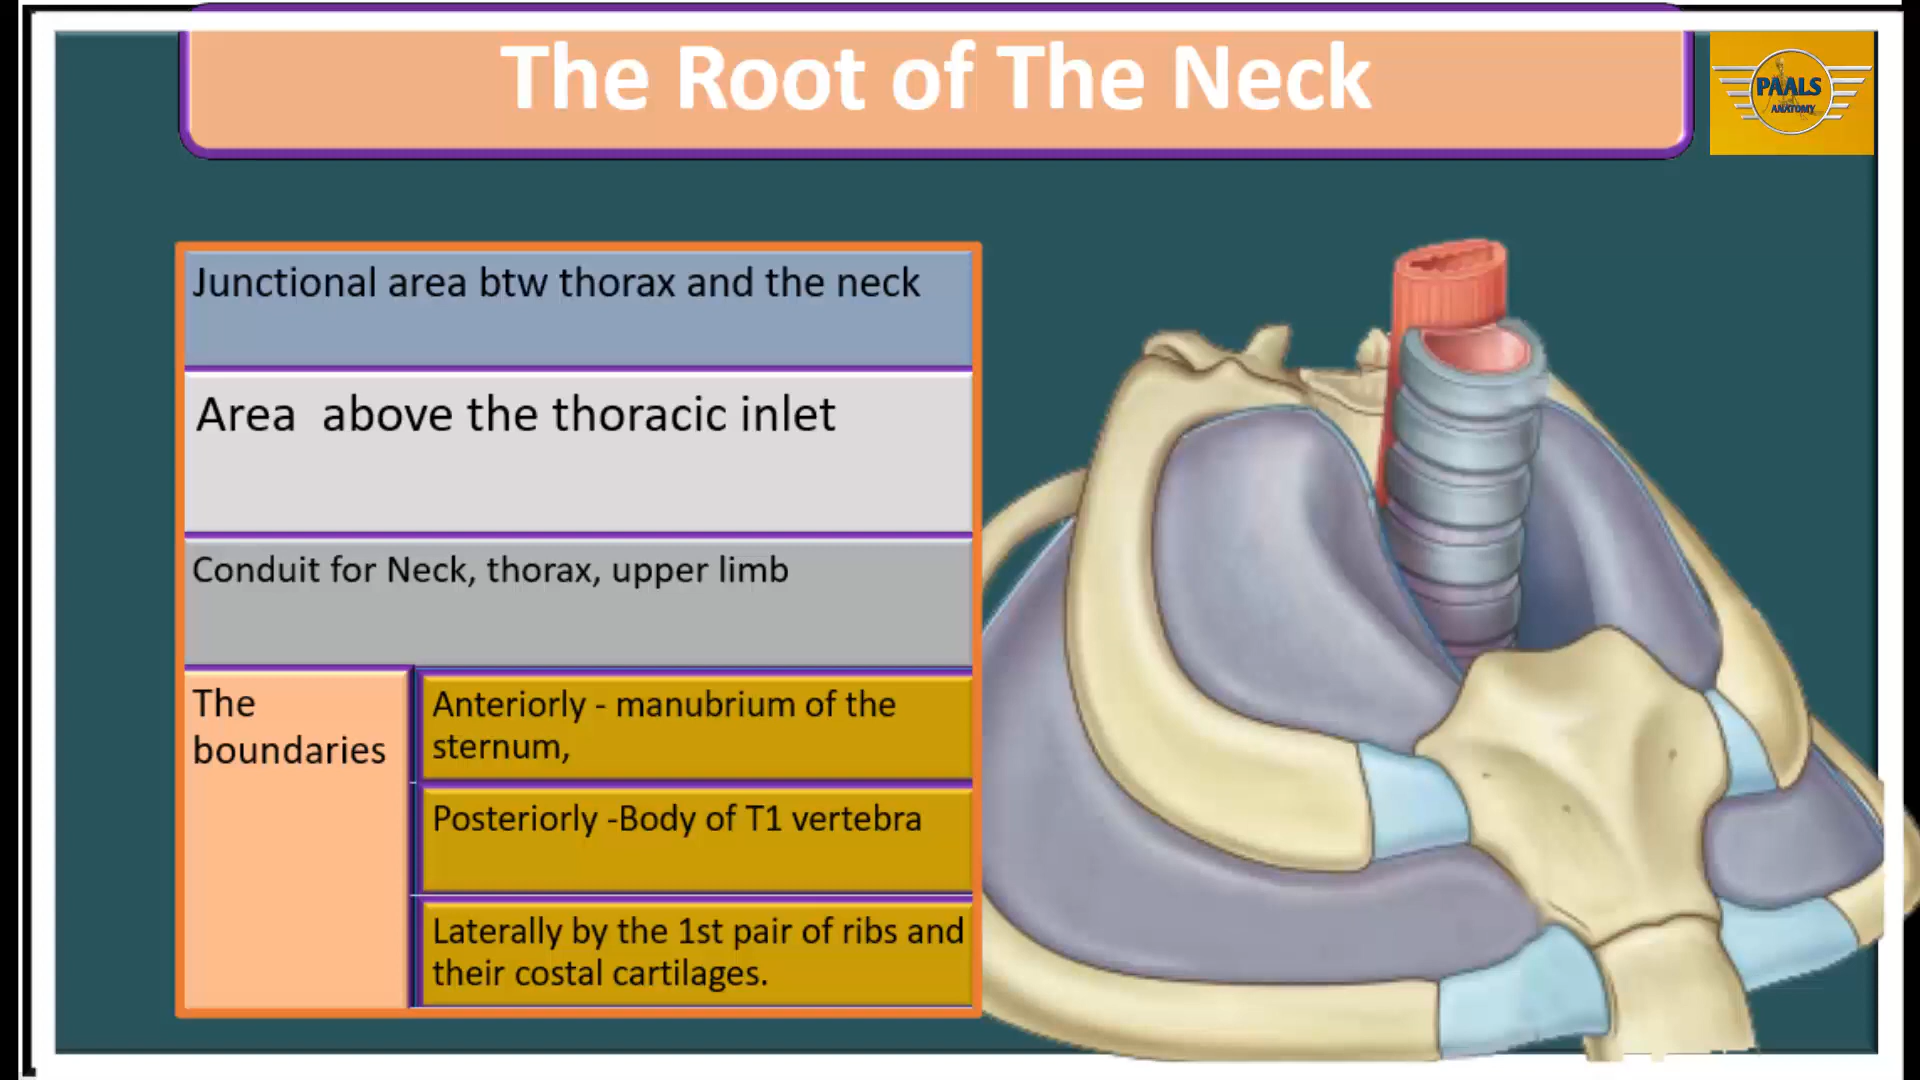 The Root of The Neck
PAALS
ANATOMY
Junctional area btw thorax and the neck
Area above the thoracic inlet
Conduit for Neck, thorax, upper limb
The
boundaries
Anteriorly - manubrium of the
sternum,
Posteriorly -Body of T1 vertebra
Laterally by the 1st pair of ribs and
their costal cartilages.